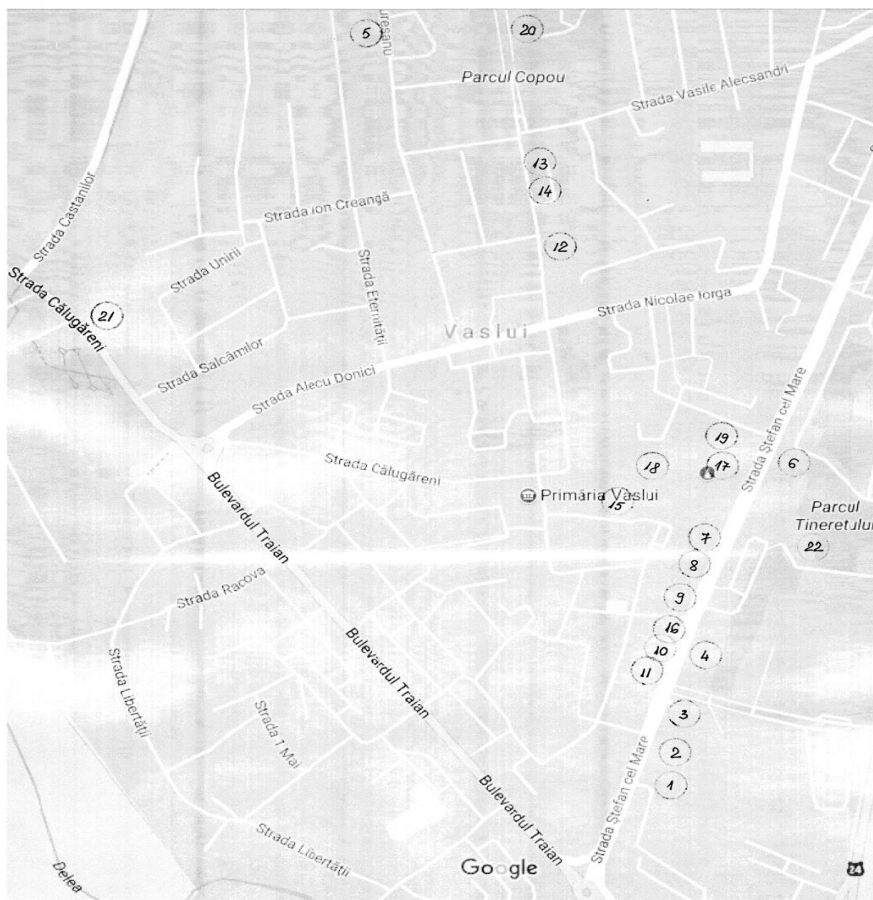 5
ureșanu
20
Parcul Copou
Strada Vasile Alecsandri
13
14
Strada Ion Creangă
Strada Castanilor
12
Strada Unirii
Strada Eternității
Strada Călugăreni
21
Strada Nicolae Iorga
Vaslui
Strada Salcâmilor
Strada Alecu Donici
Strada Ștefan cel Mare
19
18
17
6
Strada Călugăreni
Primăria Vaslui
15
Parcul
Tineretului
22
Bulevardul Traian
7
8
Strada Racova
9
16
10
4
11
Bulevardul Traian
Strada Libertății
Strada 1 Mai
3
2
1
Strada Ștefan cel Mare
Bulevardul Traian
Strada Libertății
Google
24
Delea